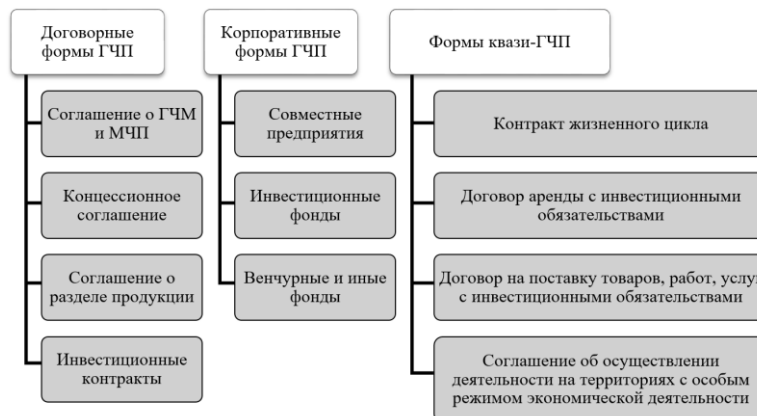 Договорные
формы ГЧП
Соглашение о ГЧМ
и МЧП
Концессионное
соглашение
Соглашение о
разделе продукции
Инвестиционные
контракты
Корпоративные
формы ГЧП
Совместные
предприятия
Инвестиционные
фонды
Венчурные и иные
фонды
Формы квази-ГЧП
Контракт жизненного цикла
Договор аренды с инвестиционными
обязательствами
Договор на поставку товаров, работ, услуг
с инвестиционными обязательствами
Соглашение об осуществлении
деятельности на территориях с особым
режимом экономической деятельности